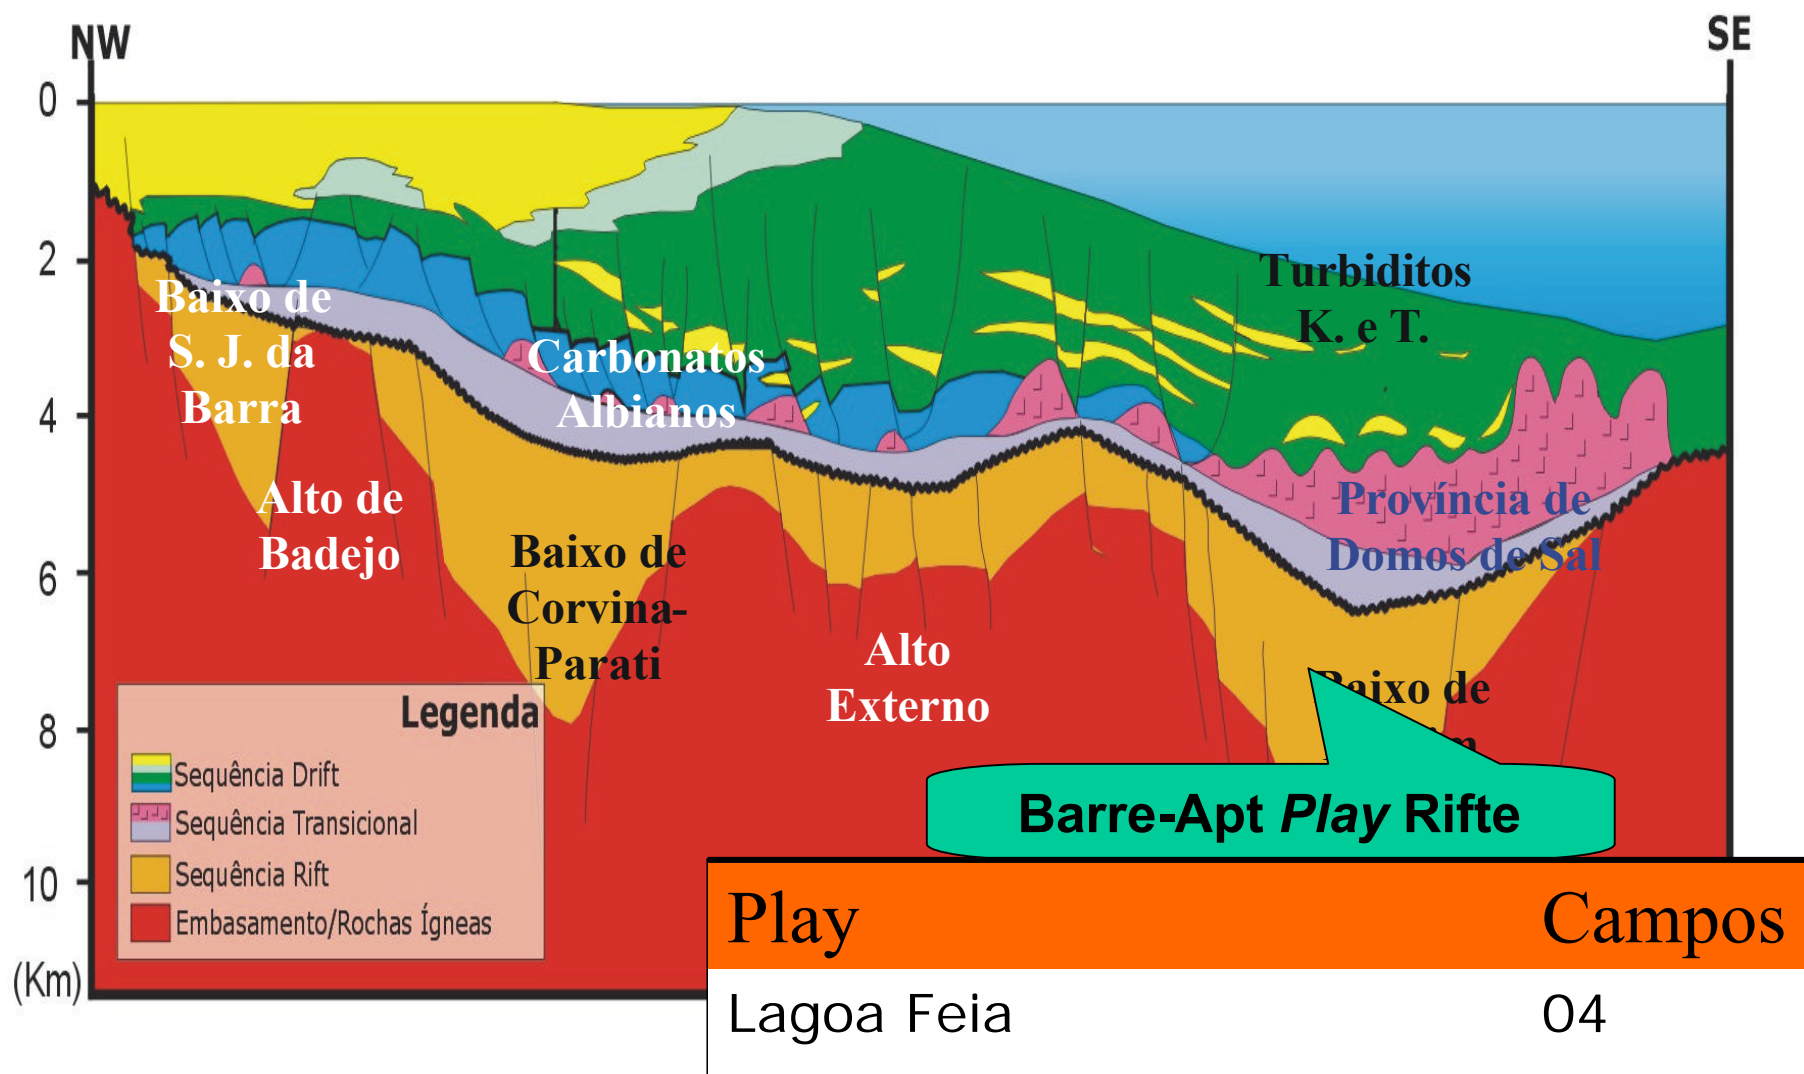 NW
SE
0
2
4
6
8
10
(Km)
Baixo de
S. J. da
Barra
Alto de
Badejo
Carbonatos
Albianos
Turbiditos
K. e T.
Província de
Domos de Sal
Baixo de
Corvina-
Parati
Alto
Externo
de
Legenda
Sequência Drift
Sequência Transicional
Sequência Rift
Embasamento/Rochas Ígneas
Barre-Apt Play Rifte
Play Campos
Lagoa Feia 04